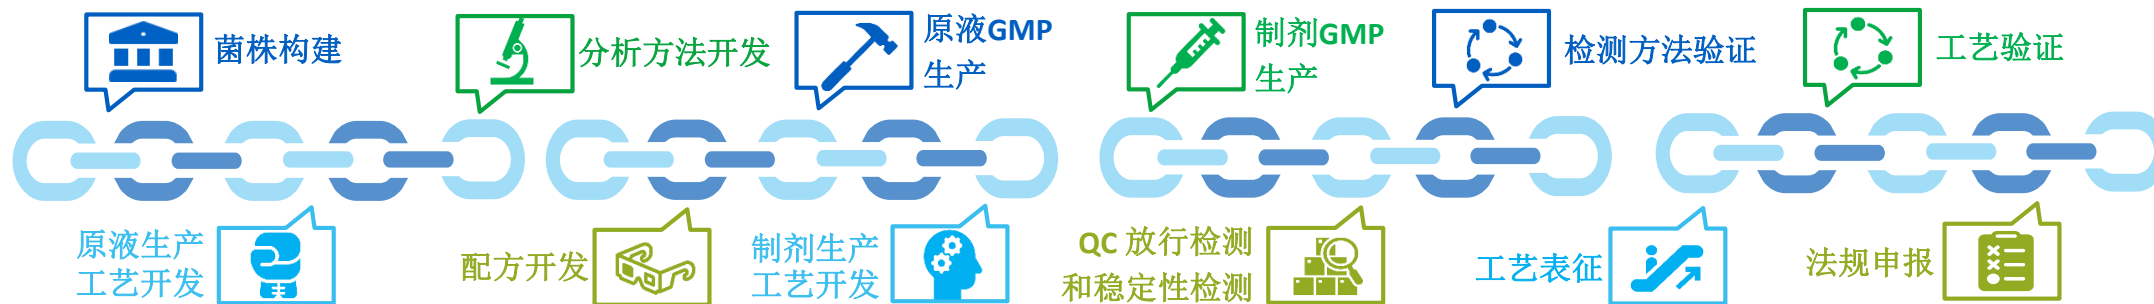 菌株构建
分析方法开发
原液GMP
生产
制剂GMP
生产
检测方法验证
工艺验证
原液生产
工艺开发
配方开发
制剂生产
工艺开发
QC 放行检测
和稳定性检测
工艺表征
法规申报